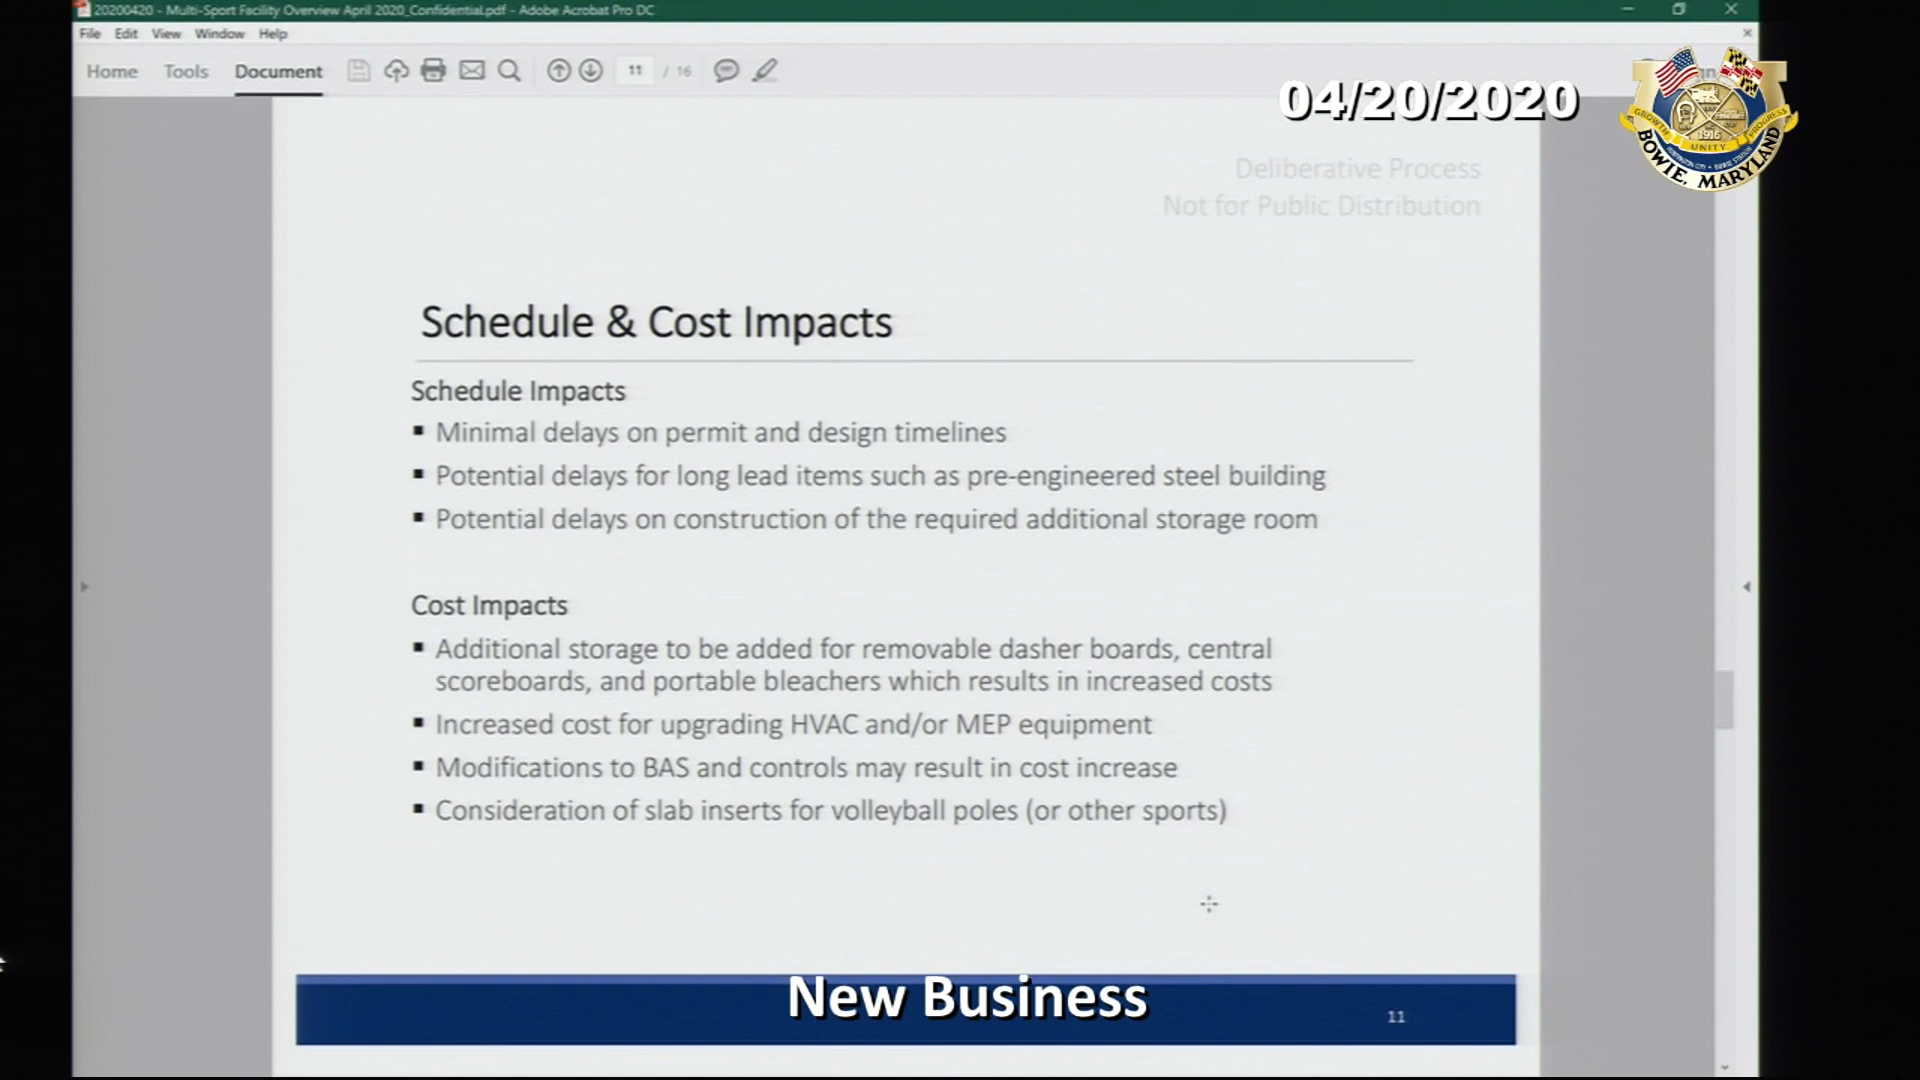 20200420 - Multi-Sport Facility Overview April 2020_Confidential.pdf - Adobe Acrobat Pro DC
File Edit View Window Help
Home Tools Document 11 / 16
04/20/2020
GROWTH UNITY PROGRESS
1916
BOWIE, MARYLAND
Deliberative Process
Not for Public Distribution
Schedule & Cost Impacts
Schedule Impacts
▪ Minimal delays on permit and design timelines
▪ Potential delays for long lead items such as pre-engineered steel building
▪ Potential delays on construction of the required additional storage room
Cost Impacts
▪ Additional storage to be added for removable dasher boards, central
scoreboards, and portable bleachers which results in increased costs
▪ Increased cost for upgrading HVAC and/or MEP equipment
▪ Modifications to BAS and controls may result in cost increase
▪ Consideration of slab inserts for volleyball poles (or other sports)
New Business
11